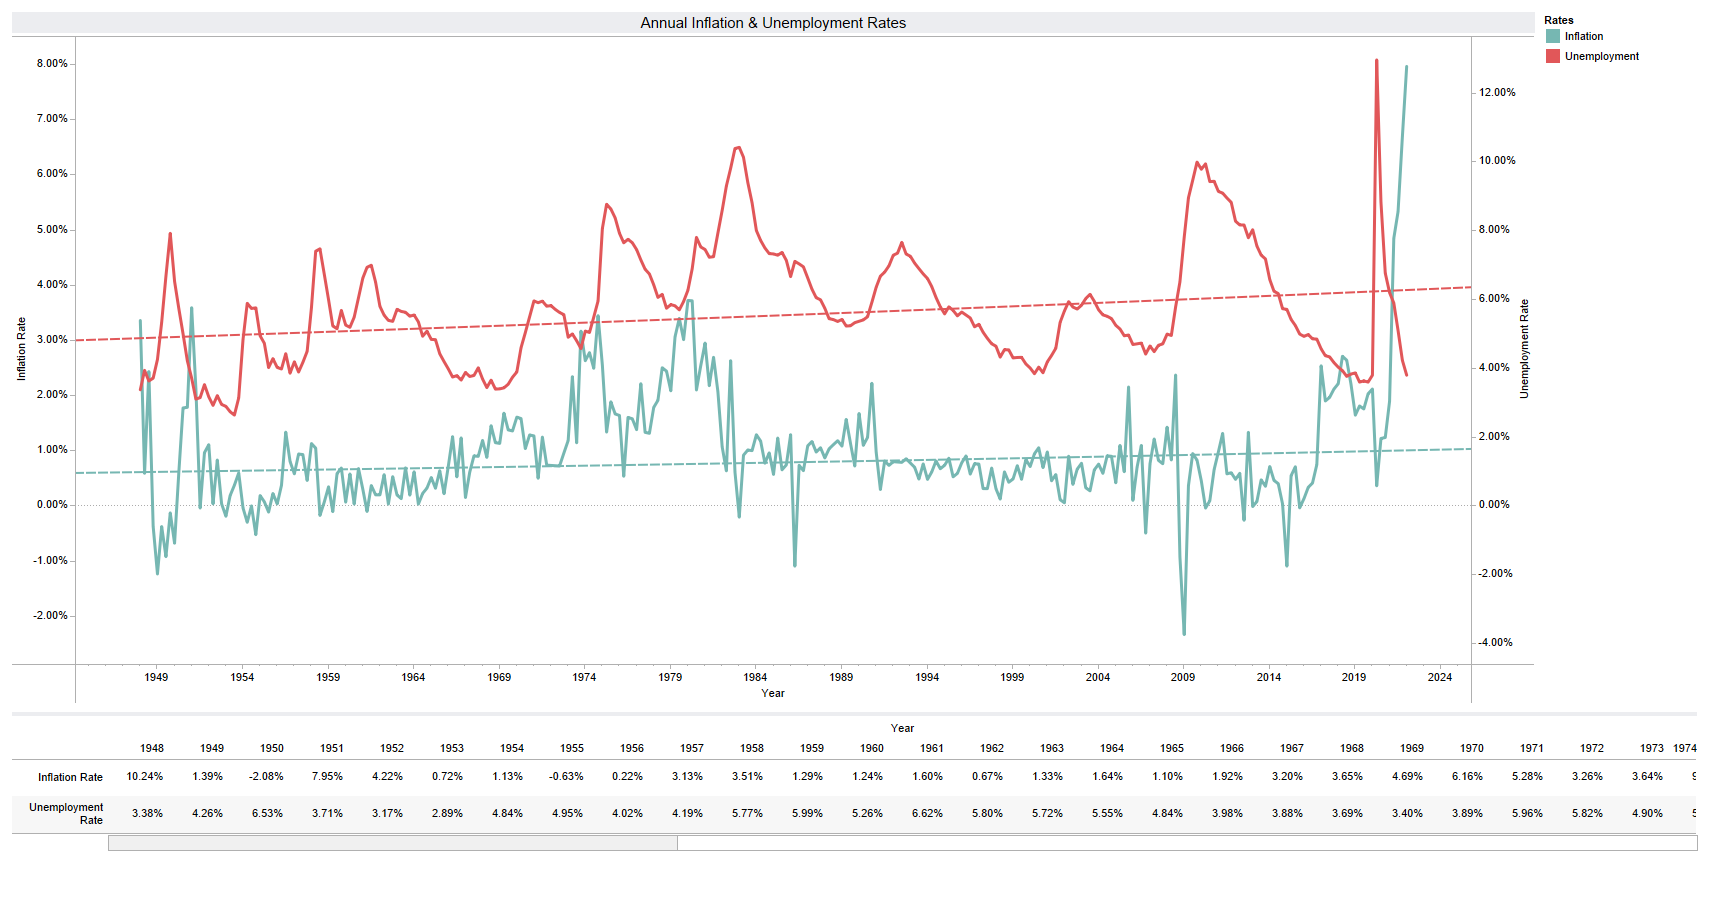 Annual Inflation & Unemployment Rates
Rates
Inflation
Unemployment
8.00%
7.00%
6.00%
5.00%
4.00%
3.00%
2.00%
1.00%
0.00%
-1.00%
-2.00%
Inflation Rate
12.00%
10.00%
8.00%
6.00%
4.00%
2.00%
0.00%
-2.00%
-4.00%
Unemployment Rate
1949 1954 1959 1964 1969 1974 1979 1984 1989 1994 1999 2004 2009 2014 2019 2024
Year
Year
1948 1949 1950 1951 1952 1953 1954 1955 1956 1957 1958 1959 1960 1961 1962 1963 1964 1965 1966 1967 1968 1969 1970 1971 1972 1973 1974
Inflation Rate 10.24% 1.39% -2.08% 7.95% 4.22% 0.72% 1.13% -0.63% 0.22% 3.13% 3.51% 1.29% 1.24% 1.60% 0.67% 1.33% 1.64% 1.10% 1.92% 3.20% 3.65% 4.69% 6.16% 5.28% 3.26% 3.64%
Unemployment
Rate 3.38% 4.26% 6.53% 3.71% 3.17% 2.89% 4.84% 4.95% 4.02% 4.19% 5.77% 5.99% 5.26% 6.62% 5.80% 5.72% 5.55% 4.84% 3.98% 3.88% 3.69% 3.40% 3.89% 5.96% 5.82% 4.90%